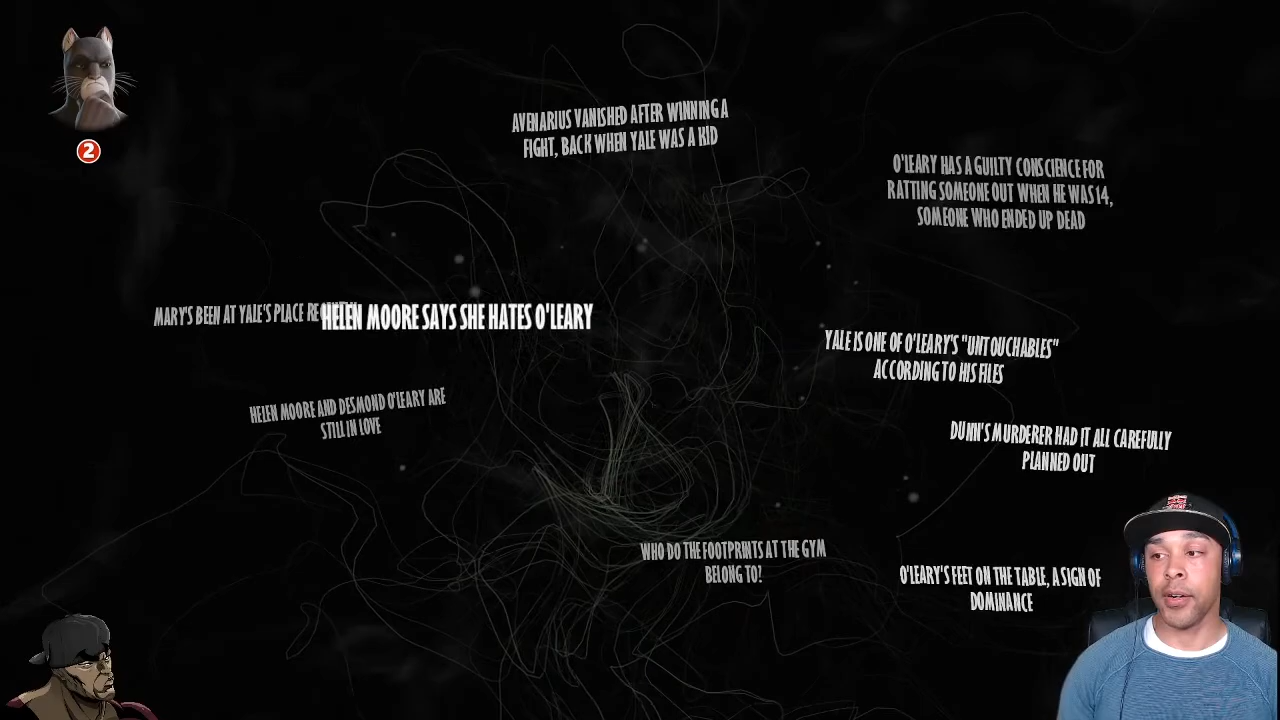 AVENARIUS VANISHED AFTER WINNING A
FIGHT, BACK WHEN YALE WAS A KID
O'LEARY HAS A GUILTY CONSCIENCE FOR
RATTING SOMEONE OUT WHEN HE WAS 14,
SOMEONE WHO ENDED UP DEAD
2
MARY'S BEEN AT YALE'S PLACE
HELEN MOORE SAYS SHE HATES O'LEARY
YALE IS ONE OF O'LEARY'S "UNTOUCHABLES"
ACCORDING TO HIS FILES
HELEN MOORE AND DESMOND O'LEARY ARE
STILL IN LOVE
DUNN'S MURDERER HAD IT ALL CAREFULLY
PLANNED OUT
WHO DO THE FOOTPRINTS AT THE GYM
BELONG TO?
O'LEARY'S FEET ON THE TABLE, A SIGN OF
DOMINANCE